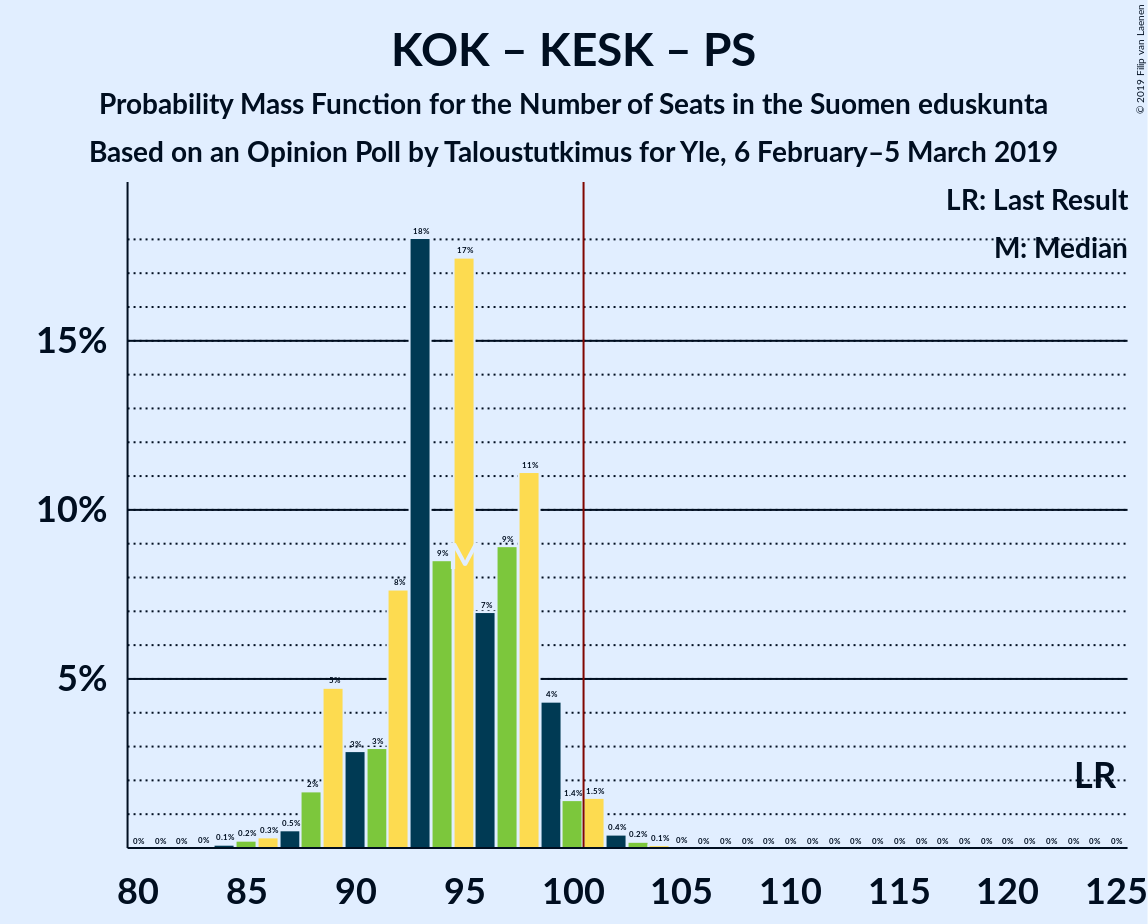 KOK – KESK – PS
Probability Mass Function for the Number of Seats in the Suomen eduskunta
Based on an Opinion Poll by Taloustutkimus for Yle, 6 February–5 March 2019
© 2019 Filip van Laenen
LR: Last Result
M: Median
18%
17%
15%
11%
10%
9%
9%
8%
7%
5%
5%
4%
3%
3%
2%
LR
1.4%
1.5%
0% 0% 0% 0% 0.1% 0.2% 0.3% 0.5% 0.4% 0.2% 0.1% 0% 0% 0% 0% 0% 0% 0% 0% 0% 0% 0% 0% 0% 0% 0% 0% 0% 0% 0% 0% 0%
80 85 90 95 100 105 110 115 120 125